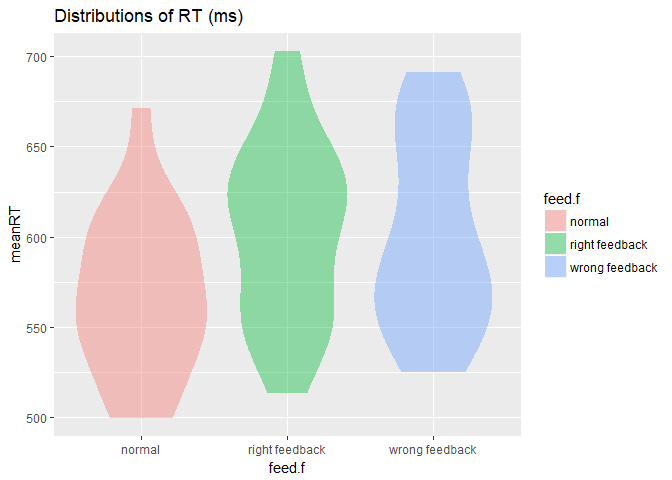 Distributions of RT (ms)
700
650
600
550
500
meanRT
normal
right feedback
wrong feedback
feed.f
feed.f
normal
right feedback
wrong feedback